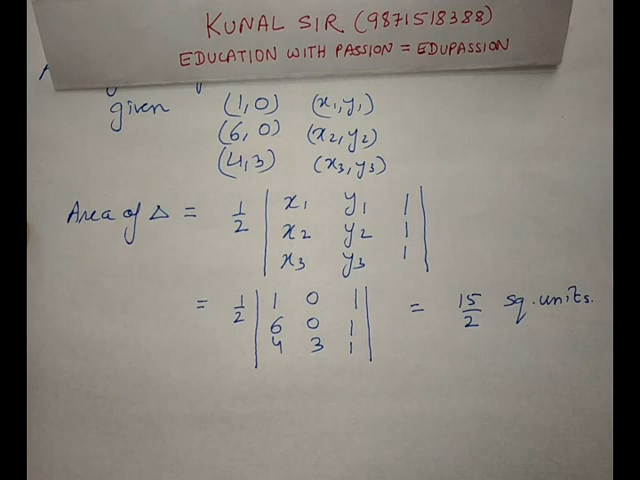 KUNAL SIR (9871518388)
EDUCATION WITH PASSION = EDUPASSION
given (1,0) (x₁,y₁)
(6,0) (x₂,y₂)
(4,3) (x₃,y₃)
Area of Δ = 1/2 | x₁ y₁ 1 |
| x₂ y₂ 1 |
| x₃ y₃ 1 |
= 1/2 | 1 0 1 | = 15/2 sq. units.
| 6 0 1 |
| 4 3 1 |